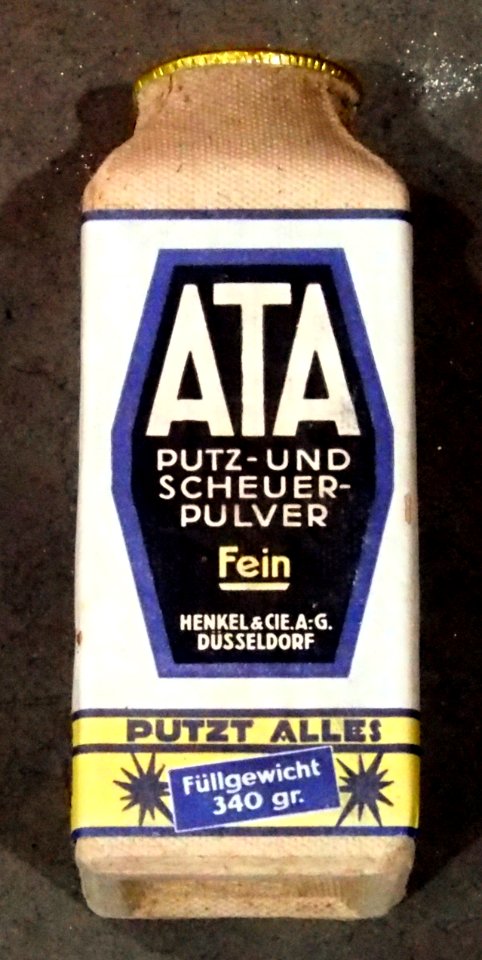 ATA
PUTZ-UND
SCHEUER-
PULVER
Fein
HENKEL & CIE. A:G.
DÜSSELDORF
PUTZT ALLES
Füllgewicht
340 gr.